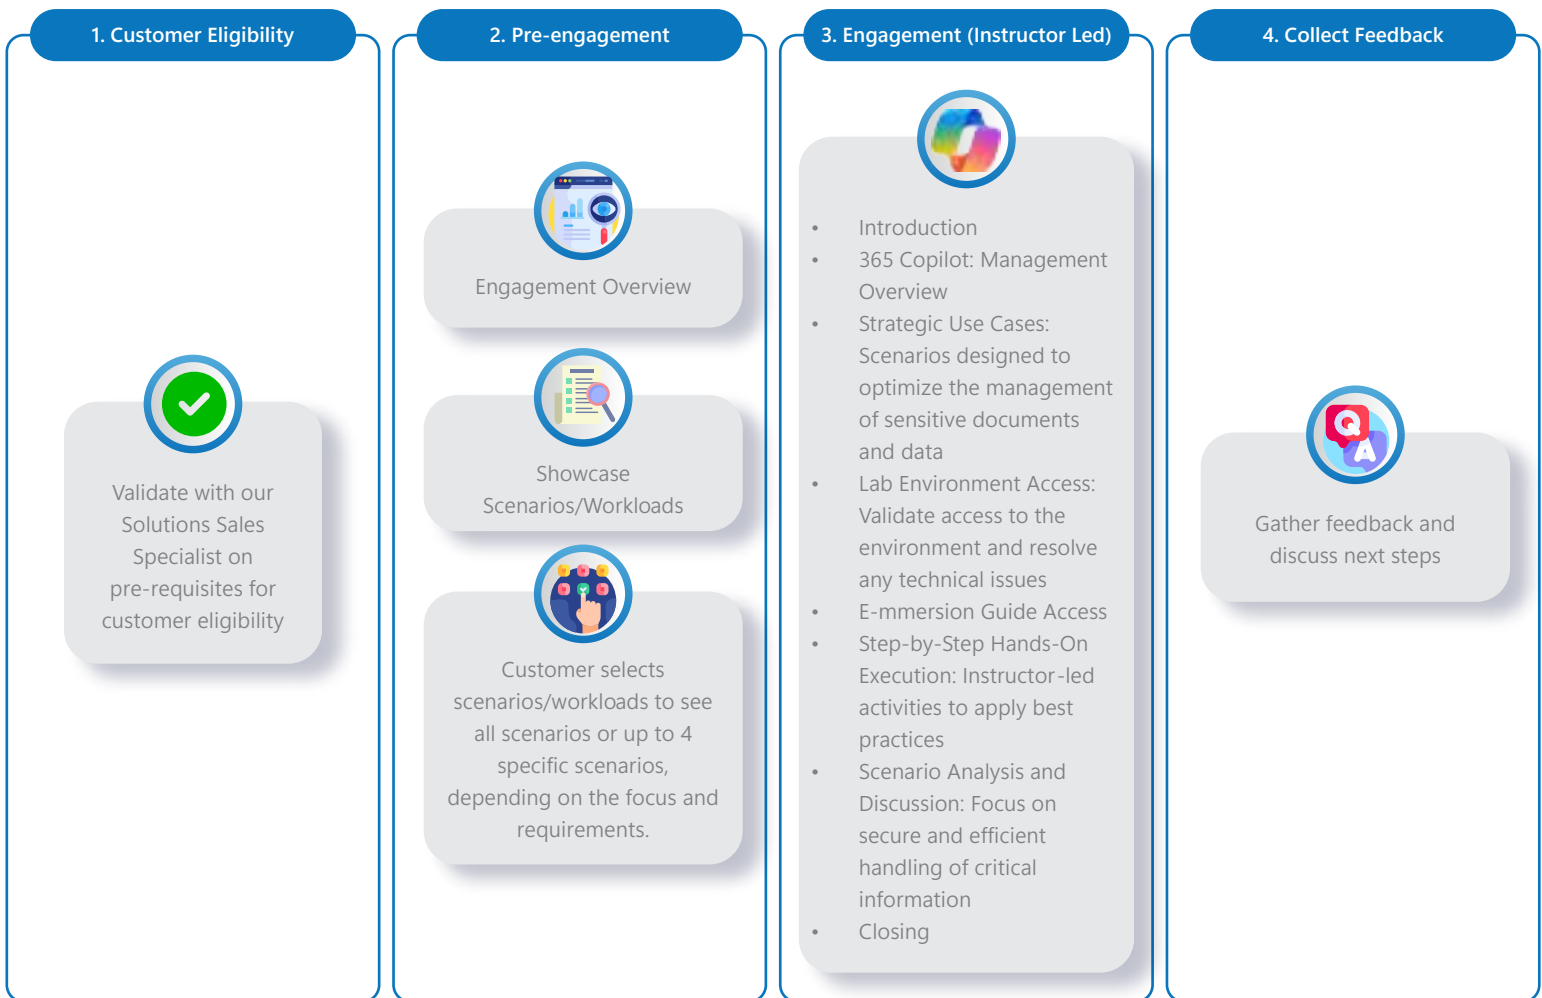 1. Customer Eligibility
Validate with our
Solutions Sales
Specialist on
pre-requisites for
customer eligibility
2. Pre-engagement
Engagement Overview
Showcase
Scenarios/Workloads
Customer selects
scenarios/workloads to see
all scenarios or up to 4
specific scenarios,
depending on the focus and
requirements.
3. Engagement (Instructor Led)
• Introduction
• 365 Copilot: Management
Overview
• Strategic Use Cases:
Scenarios designed to
optimize the management
of sensitive documents
and data
• Lab Environment Access:
Validate access to the
environment and resolve
any technical issues
• E-mmersion Guide Access
• Step-by-Step Hands-On
Execution: Instructor-led
activities to apply best
practices
• Scenario Analysis and
Discussion: Focus on
secure and efficient
handling of critical
information
• Closing
4. Collect Feedback
Q
A
Gather feedback and
discuss next steps